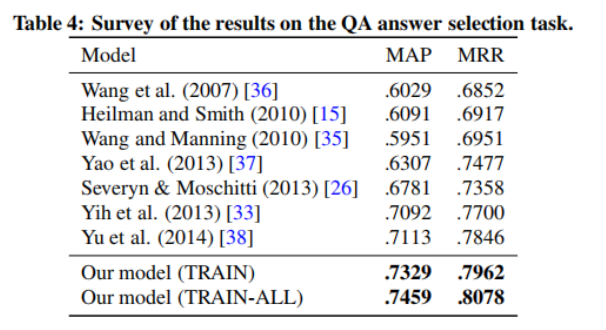 Table 4: Survey of the results on the QA answer selection task.
Model MAP MRR
Wang et al. (2007) [36] .6029 .6852
Heilman and Smith (2010) [15] .6091 .6917
Wang and Manning (2010) [35] .5951 .6951
Yao et al. (2013) [37] .6307 .7477
Severyn & Moschitti (2013) [26] .6781 .7358
Yih et al. (2013) [33] .7092 .7700
Yu et al. (2014) [38] .7113 .7846
Our model (TRAIN) .7329 .7962
Our model (TRAIN-ALL) .7459 .8078